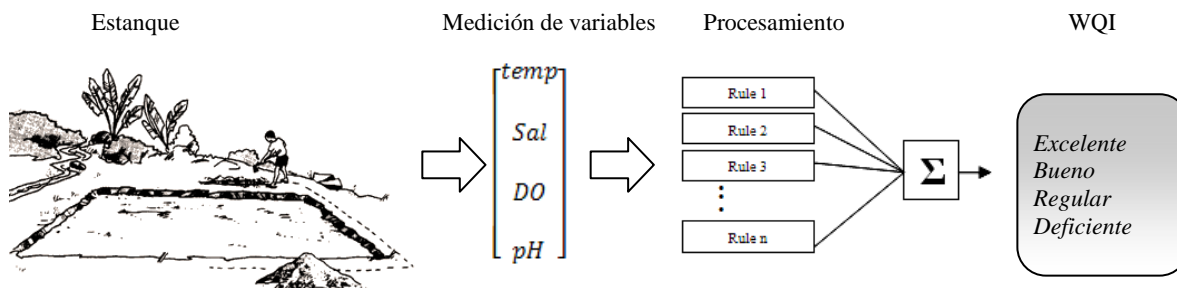 Estanque
Medición de variables
Procesamiento
WQI
temp
Sal
DO
pH
Rule 1
Rule 2
Rule 3
Rule n
Σ
Excelente
Bueno
Regular
Deficiente